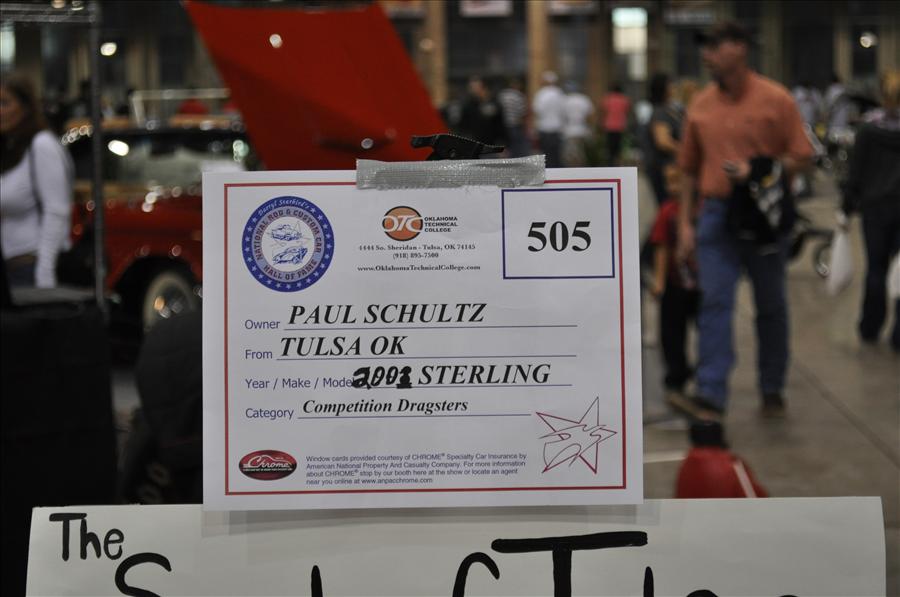 Darryl Starbird's
NATIONAL ROD & CUSTOM CAR
HALL OF FAME
OTC OKLAHOMA
TECHNICAL
COLLEGE
4444 So. Sheridan - Tulsa, OK 74145
(918) 895-7500
www.OklahomaTechnicalCollege.com
505
Owner PAUL SCHULTZ
From TULSA OK
Year / Make / Model STERLING
Category Competition Dragsters
Chrome
Window cards provided courtesy of CHROME® Specialty Car Insurance by
American National Property And Casualty Company. For more information
about CHROME® stop by our booth here at the show or locate an agent
near you online at www.anpacchrome.com
The